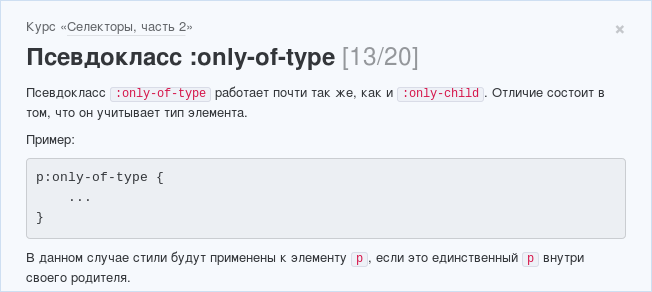 Курс «Селекторы, часть 2»
×
Псевдокласс :only-of-type [13/20]
Псевдокласс :only-of-type работает почти так же, как и :only-child. Отличие состоит в
том, что он учитывает тип элемента.
Пример:
p:only-of-type {
    ...
}
В данном случае стили будут применены к элементу p, если это единственный p внутри
своего родителя.